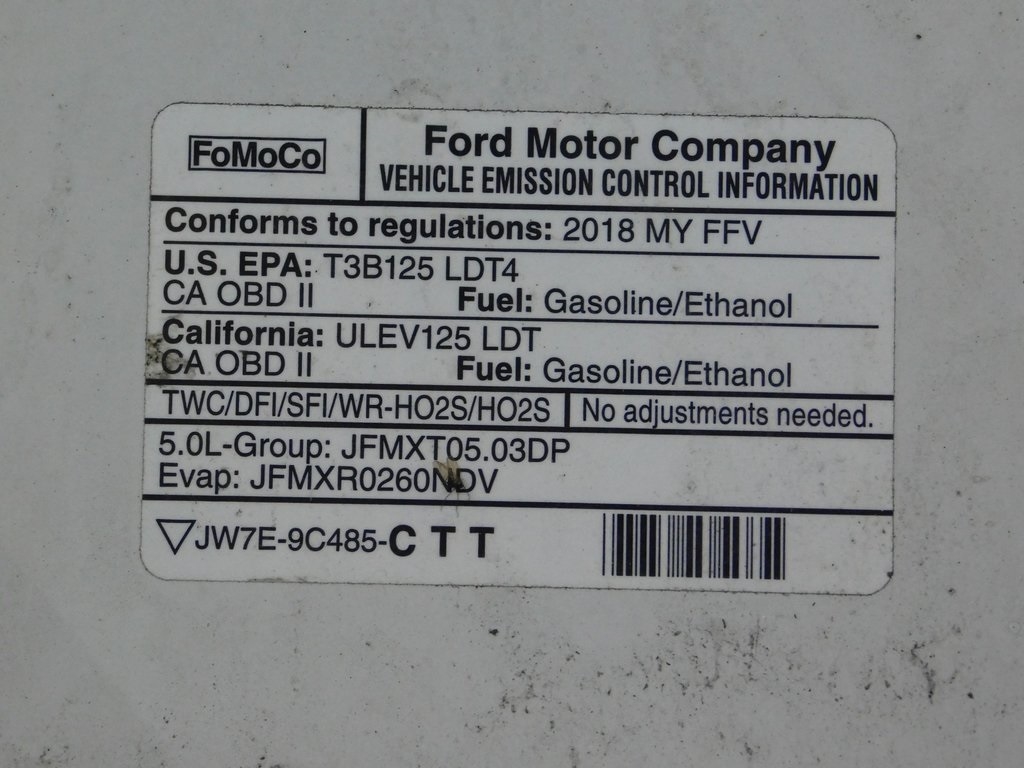 FoMoCo
Ford Motor Company
VEHICLE EMISSION CONTROL INFORMATION
Conforms to regulations: 2018 MY FFV
U.S. EPA: T3B125 LDT4
CA OBD II Fuel: Gasoline/Ethanol
California: ULEV125 LDT
CA OBD II Fuel: Gasoline/Ethanol
TWC/DFI/SFI/WR-HO2S/HO2S No adjustments needed.
5.0L-Group: JFMXT05.03DP
Evap: JFMXR0260NDV
▽JW7E-9C485-C T T